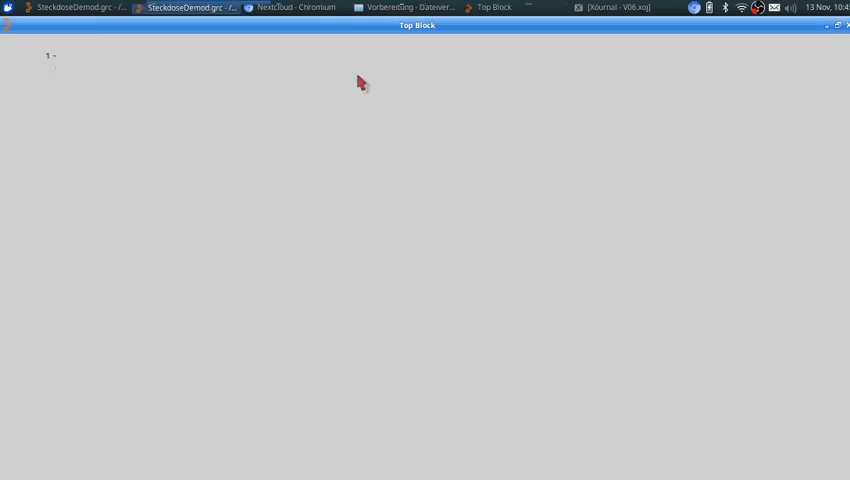 SteckdoseDemod.grc - /...
SteckdoseDemod.grc - /...
Nextcloud - Chromium
Vorbereitung - Dateiver...
Top Block
[Xournal - V06.xoj]
13 Nov, 10:4
Top Block
1